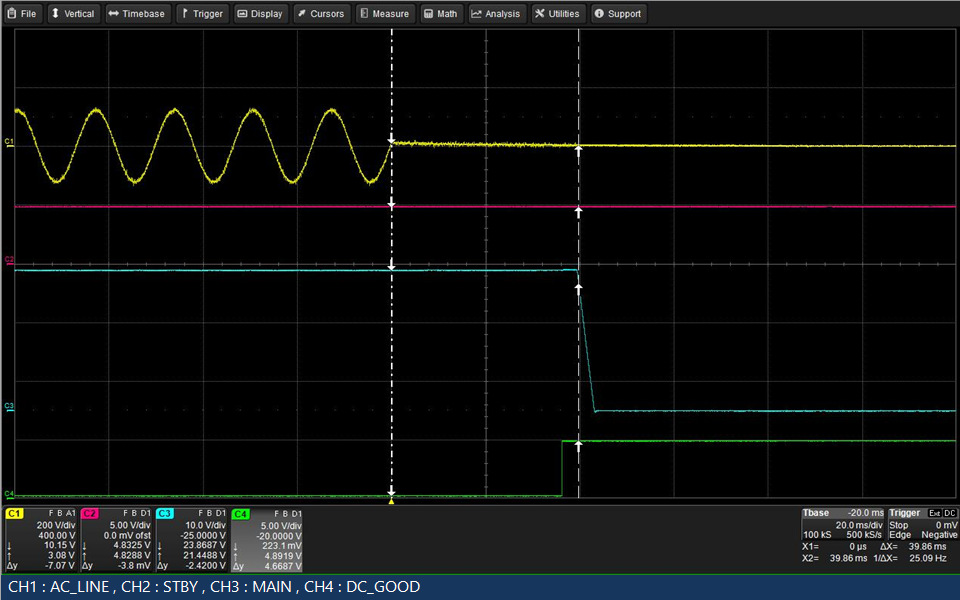 File Vertical Timebase Trigger Display Cursors Measure Math Analysis Utilities Support
C1
C2
C3
C4
C1 F B A1
200 V/div
400.00 V
↓ 10.15 V
↑ 3.08 V
Δy -7.07 V
C2 F B D1
5.00 V/div
0.0 mV ofst
↓ 4.8325 V
↑ 4.8288 V
Δy -3.8 mV
C3 F B D1
10.0 V/div
-25.0000 V
↓ 23.8687 V
↑ 21.4488 V
Δy -2.4200 V
C4 F B D1
5.00 V/div
-20.0000 V
↓ 223.1 mV
↑ 4.8919 V
Δy 4.6687 V
Tbase -20.0 ms
20.0 ms/div
100 kS 500 kS/s
Trigger Ext DC
Stop 0 mV
Edge Negative
X1= 0 µs ΔX= 39.86 ms
X2= 39.86 ms 1/ΔX= 25.09 Hz
CH1 : AC_LINE , CH2 : STBY , CH3 : MAIN , CH4 : DC_GOOD